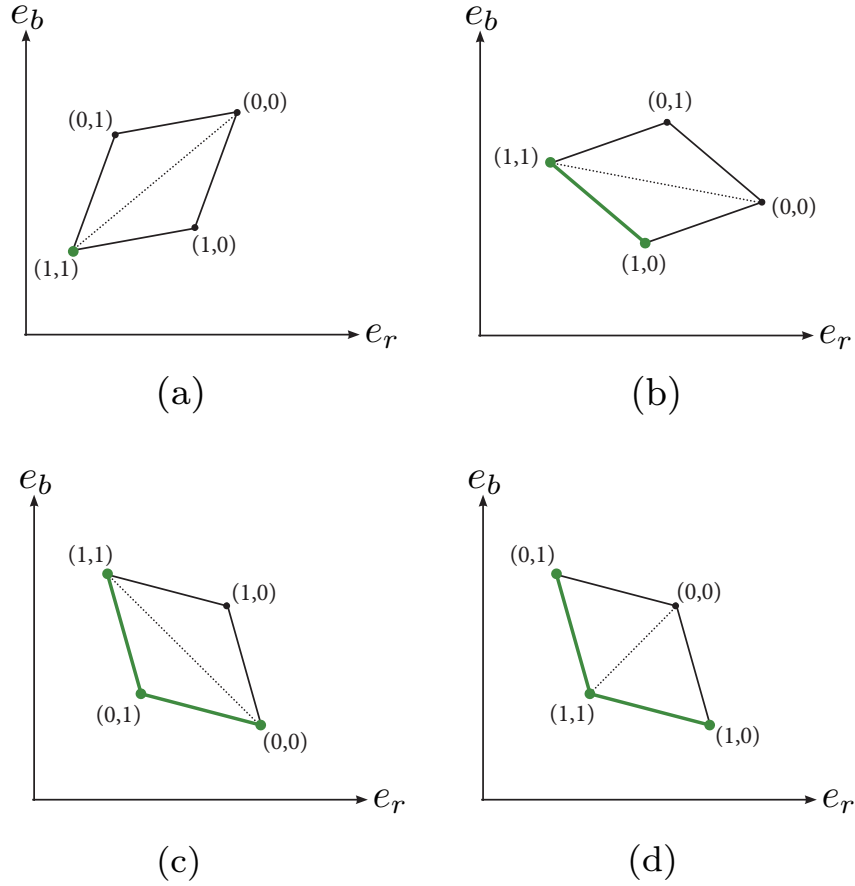 e_b
e_b
(0,1)
(0,0)
(0,1)
(1,1)
(0,0)
(1,0)
(1,1)
(1,0)
e_r
e_r
(a)
(b)
e_b
e_b
(1,1)
(1,0)
(0,1)
(0,0)
(0,1)
(0,0)
(1,1)
(1,0)
e_r
e_r
(c)
(d)